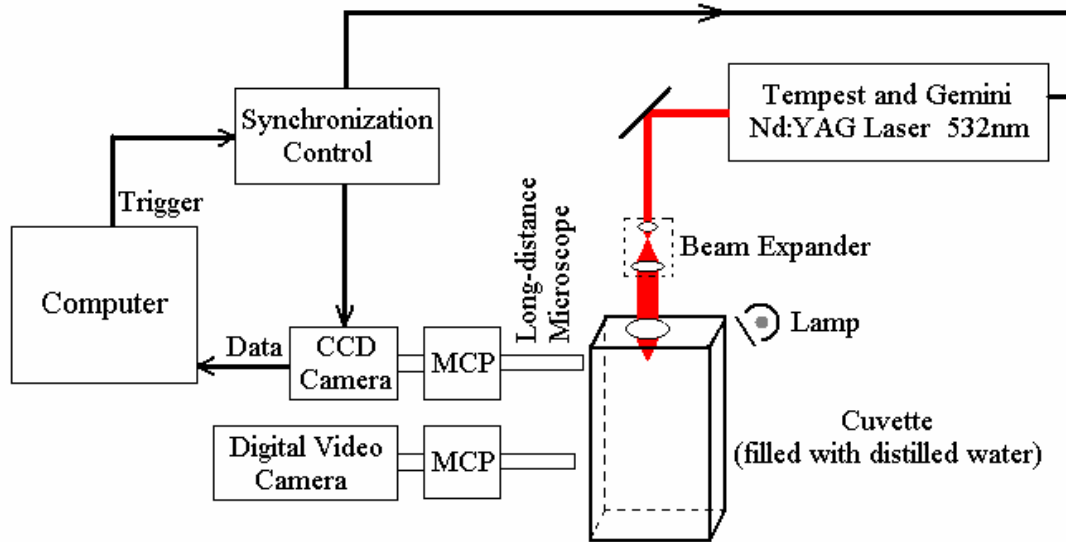 Tempest and Gemini
Nd:YAG Laser 532nm
Synchronization
Control
Trigger
Long-distance
Microscope
Beam Expander
Computer
Lamp
Data
CCD
Camera
MCP
Cuvette
(filled with distilled water)
Digital Video
Camera
MCP